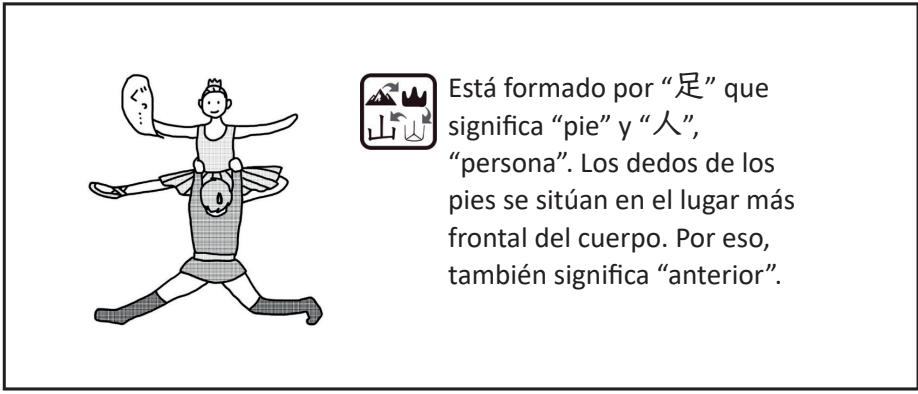 ぐっ…
山
Está formado por “足” que
significa “pie” y “人”,
“persona”. Los dedos de los
pies se sitúan en el lugar más
frontal del cuerpo. Por eso,
también significa “anterior”.